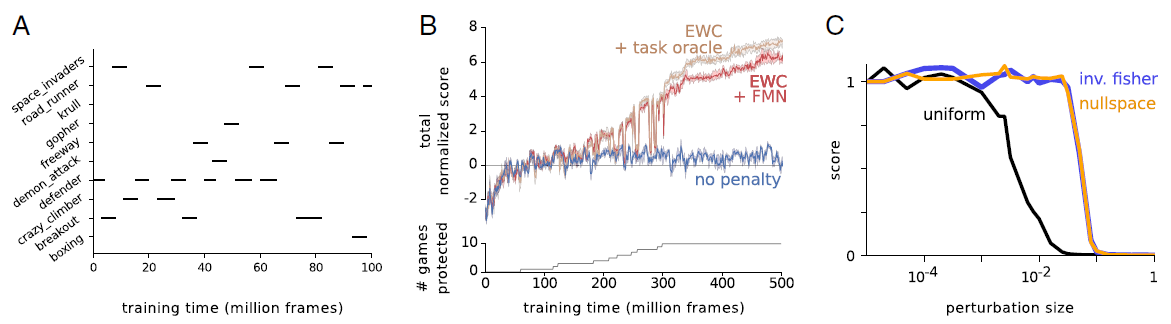 A
space_invaders
road_runner
krull
gopher
freeway
demon_attack
defender
crazy_climber
breakout
boxing
0 20 40 60 80 100
training time (million frames)
B
total
normalized score
8
6
4
2
0
-2
EWC
+ task oracle
EWC
+ FMN
no penalty
# games
protected
10
0
0 100 200 300 400 500
training time (million frames)
C
score
1
0
inv. fisher
nullspace
uniform
10-4 10-2 1
perturbation size